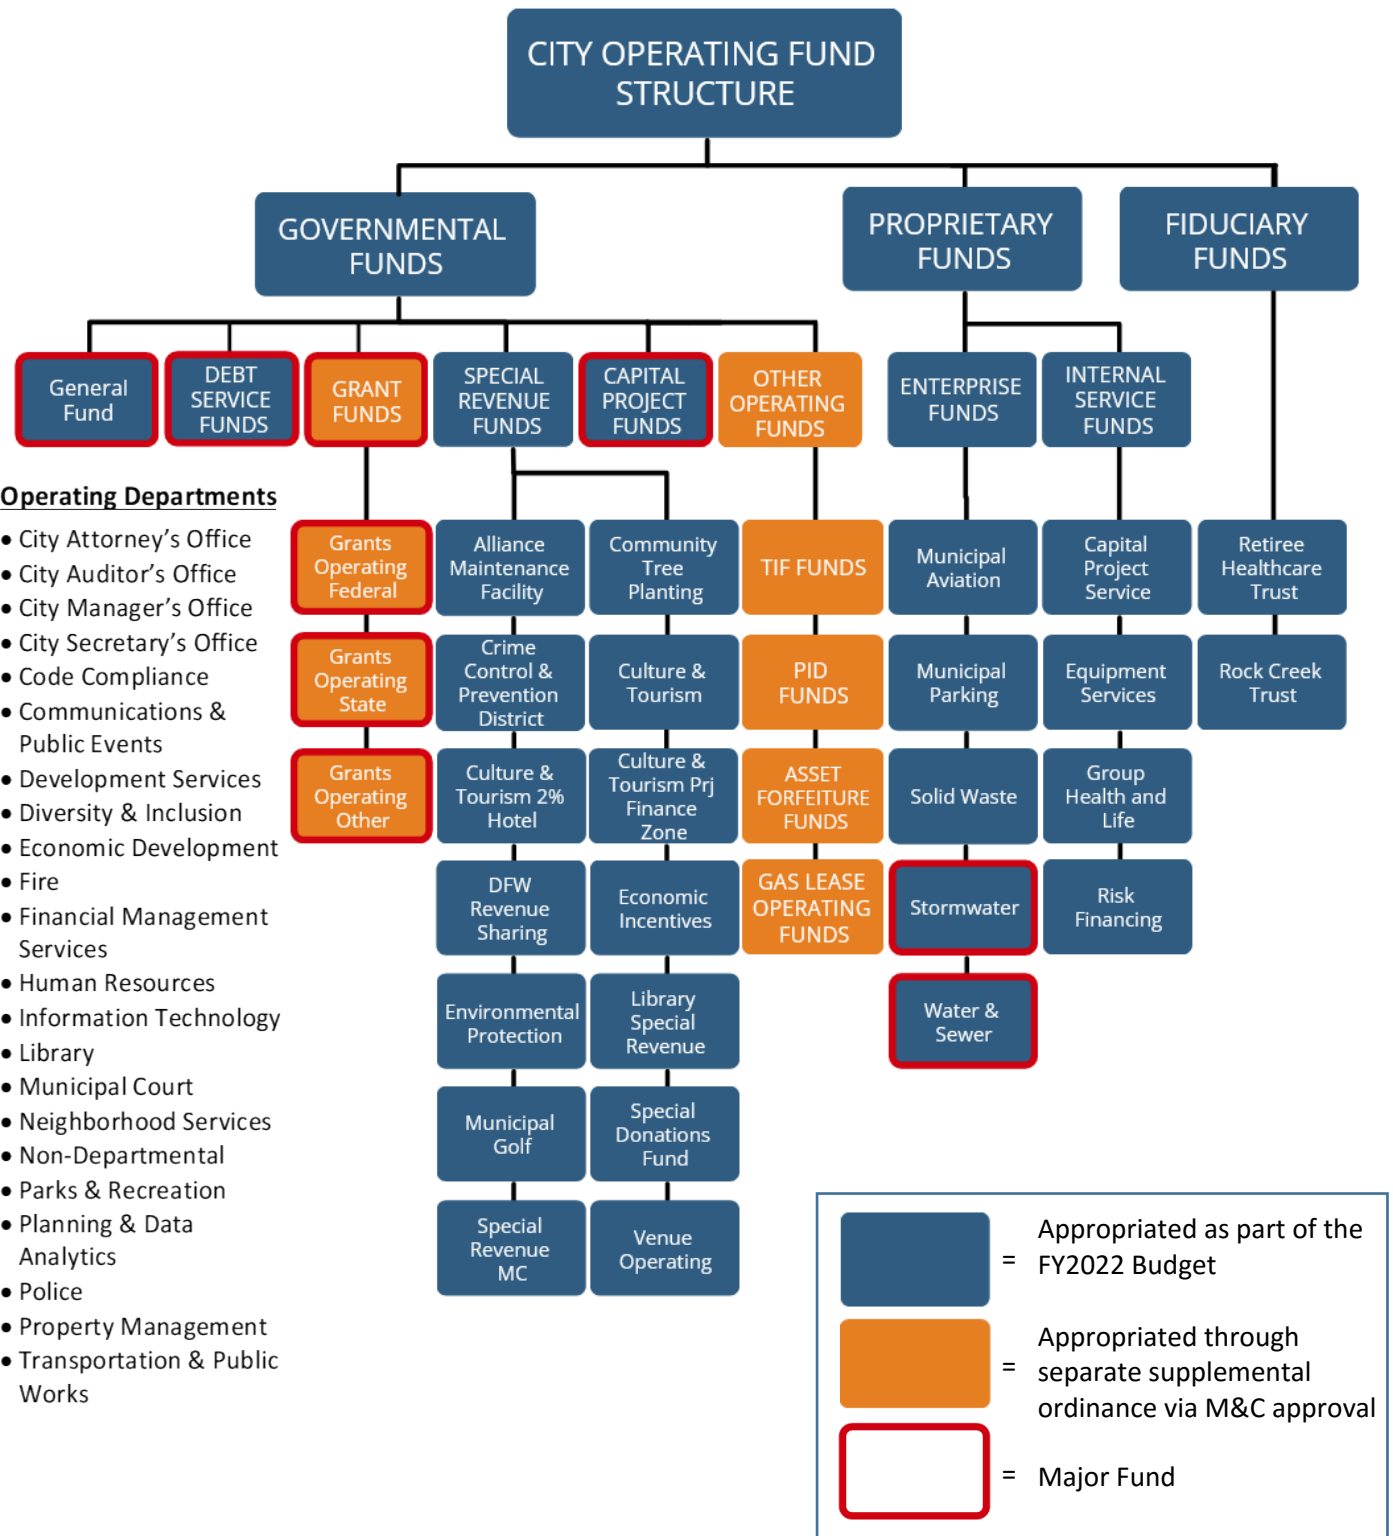 CITY OPERATING FUND
STRUCTURE
GOVERNMENTAL
FUNDS
PROPRIETARY
FUNDS
FIDUCIARY
FUNDS
General
Fund
DEBT
SERVICE
FUNDS
GRANT
FUNDS
SPECIAL
REVENUE
FUNDS
CAPITAL
PROJECT
FUNDS
OTHER
OPERATING
FUNDS
ENTERPRISE
FUNDS
INTERNAL
SERVICE
FUNDS
Operating Departments
• City Attorney’s Office
• City Auditor’s Office
• City Manager’s Office
• City Secretary’s Office
• Code Compliance
• Communications &
Public Events
• Development Services
• Diversity & Inclusion
• Economic Development
• Fire
• Financial Management
Services
• Human Resources
• Information Technology
• Library
• Municipal Court
• Neighborhood Services
• Non-Departmental
• Parks & Recreation
• Planning & Data
Analytics
• Police
• Property Management
• Transportation & Public
Works
Grants
Operating
Federal
Grants
Operating
State
Grants
Operating
Other
Alliance
Maintenance
Facility
Crime
Control &
Prevention
District
Culture &
Tourism 2%
Hotel
DFW
Revenue
Sharing
Environmental
Protection
Municipal
Golf
Special
Revenue
MC
Community
Tree
Planting
Culture &
Tourism
Culture &
Tourism Prj
Finance
Zone
Economic
Incentives
Library
Special
Revenue
Special
Donations
Fund
Venue
Operating
TIF FUNDS
PID
FUNDS
ASSET
FORFEITURE
FUNDS
GAS LEASE
OPERATING
FUNDS
Municipal
Aviation
Municipal
Parking
Solid Waste
Stormwater
Water &
Sewer
Capital
Project
Service
Equipment
Services
Group
Health and
Life
Risk
Financing
Retiree
Healthcare
Trust
Rock Creek
Trust
= Appropriated as part of the
FY2022 Budget
= Appropriated through
separate supplemental
ordinance via M&C approval
= Major Fund